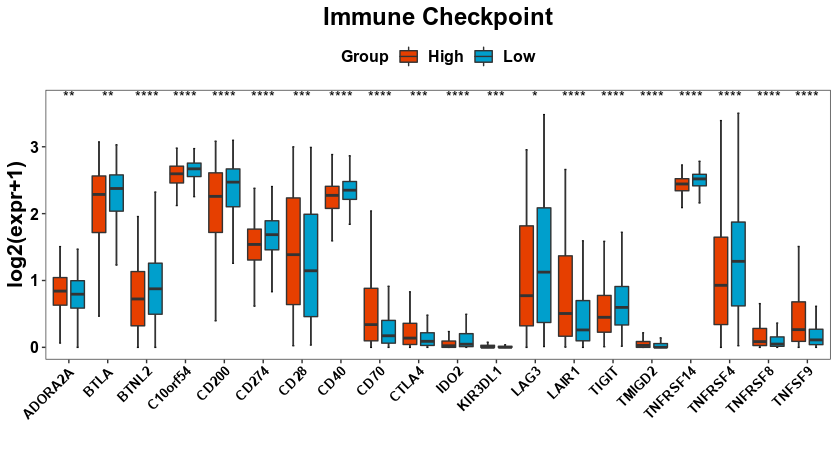 Immune Checkpoint
Group High Low
** ** **** **** **** **** *** **** **** *** **** *** * **** **** **** **** **** **** ****
log2(expr+1)
3
2
1
0
ADORA2A
BTLA
BTNL2
C10orf54
CD200
CD274
CD28
CD40
CD70
CTLA4
IDO2
KIR3DL1
LAG3
LAIR1
TIGIT
TMIGD2
TNFRSF14
TNFRSF4
TNFRSF8
TNFSF9